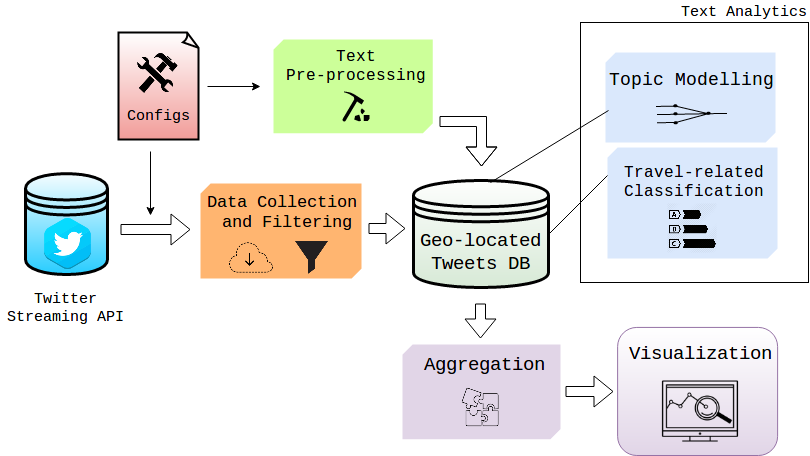 Text Analytics
Text
Pre-processing
Configs
Topic Modelling
Travel-related
Classification
A
D
C
Data Collection
and Filtering
Geo-located
Tweets DB
Twitter
Streaming API
Aggregation
Visualization